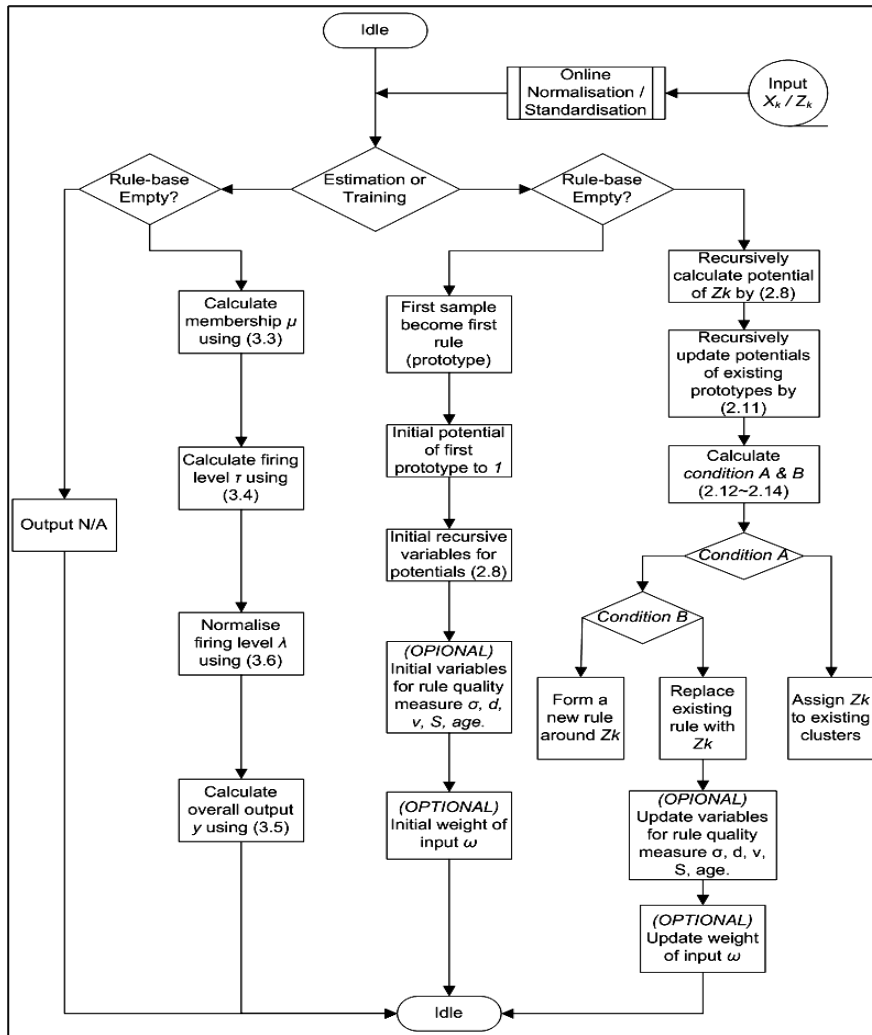 Idle
Online
Normalisation /
Standardisation
Input
Xk / Zk
Rule-base
Empty?
Estimation or
Training
Rule-base
Empty?
Recursively
calculate potential
of Zk by (2.8)
Calculate
membership μ
using (3.3)
First sample
become first
rule
(prototype)
Recursively
update potentials
of existing
prototypes by
(2.11)
Initial potential
of first
prototype to 1
Calculate
condition A & B
(2.12~2.14)
Calculate firing
level τ using
(3.4)
Output N/A
Initial recursive
variables for
potentials (2.8)
Condition A
Condition B
Normalise
firing level λ
using (3.6)
(OPIONAL)
Initial variables
for rule quality
measure σ, d,
v, S, age.
Form a
new rule
around Zk
Replace
existing
rule with
Zk
Assign Zk
to existing
clusters
Calculate
overall output
y using (3.5)
(OPTIONAL)
Initial weight of
input ω
(OPIONAL)
Update variables
for rule quality
measure σ, d, v,
S, age.
(OPTIONAL)
Update weight
of input ω
Idle